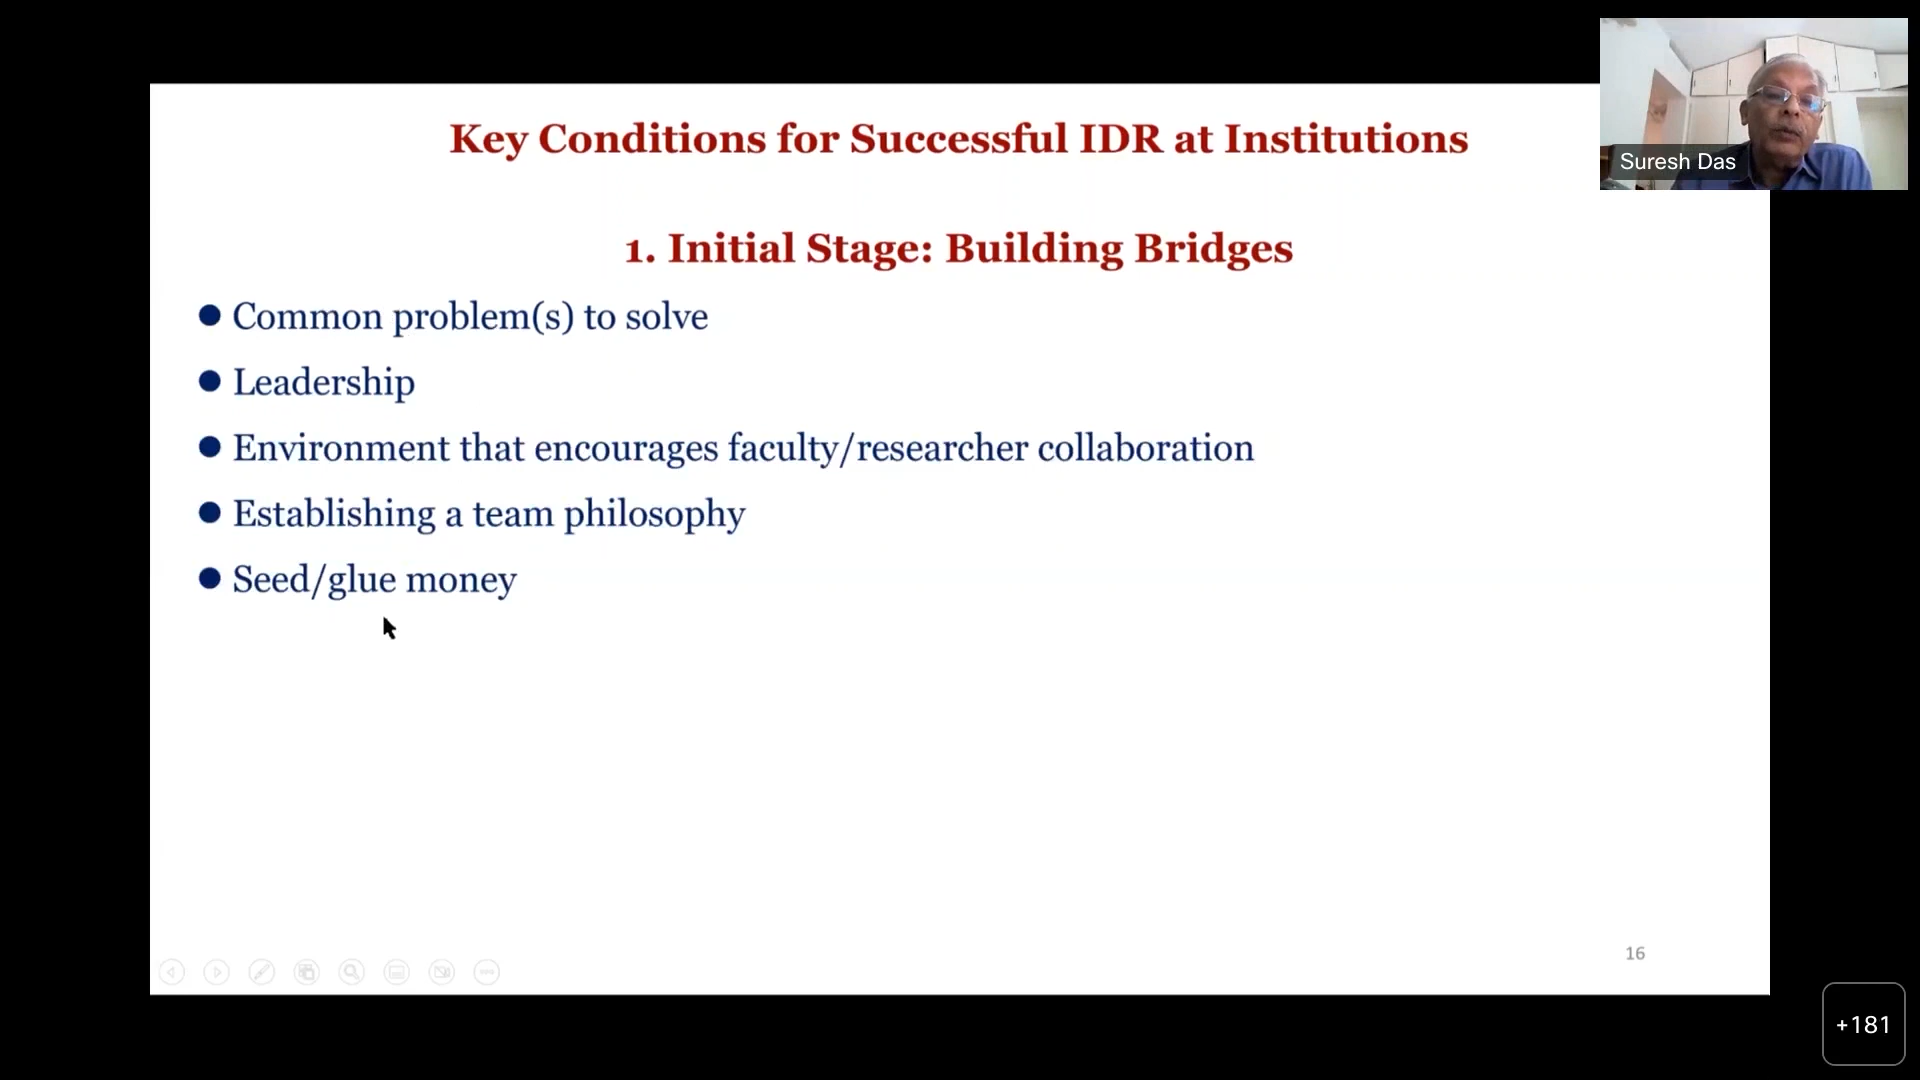 Key Conditions for Successful IDR at Institutions
Suresh Das
1. Initial Stage: Building Bridges
● Common problem(s) to solve
● Leadership
● Environment that encourages faculty/researcher collaboration
● Establishing a team philosophy
● Seed/glue money
16
+181